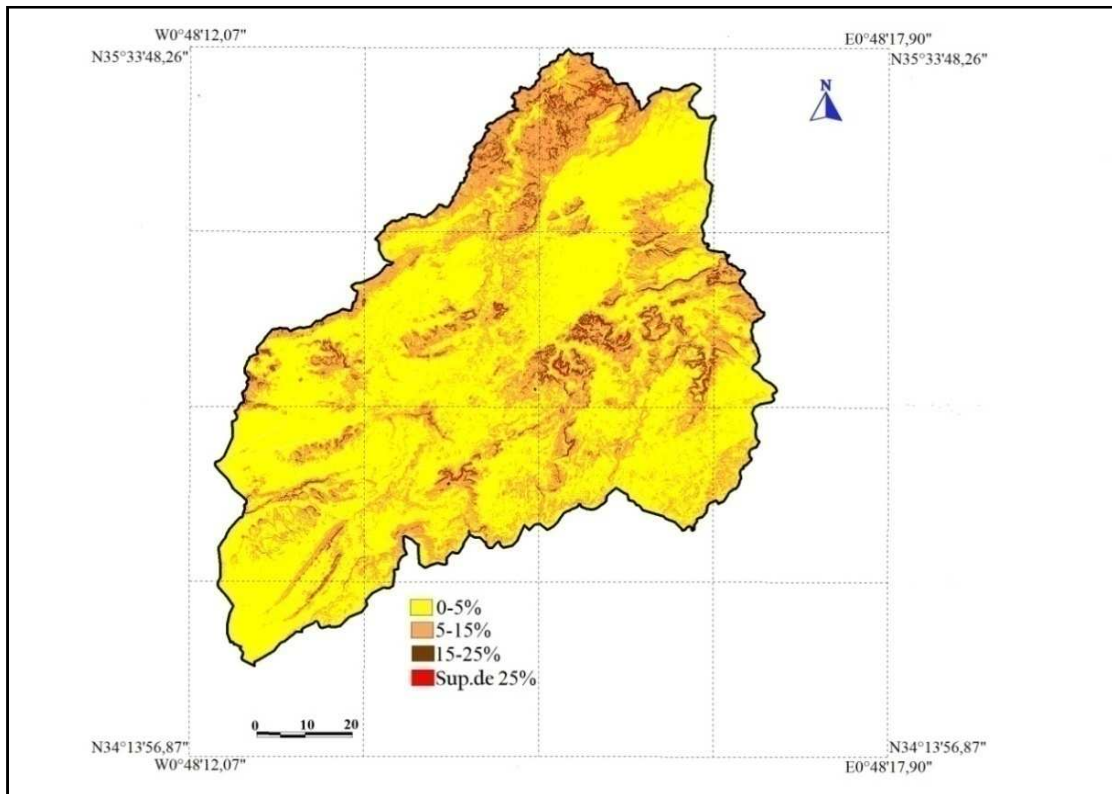 W0°48'12,07"
E0°48'17,90"
N35°33'48,26"
N35°33'48,26"
N
0-5%
5-15%
15-25%
Sup.de 25%
0 10 20
N34°13'56,87"
N34°13'56,87"
W0°48'12,07"
E0°48'17,90"